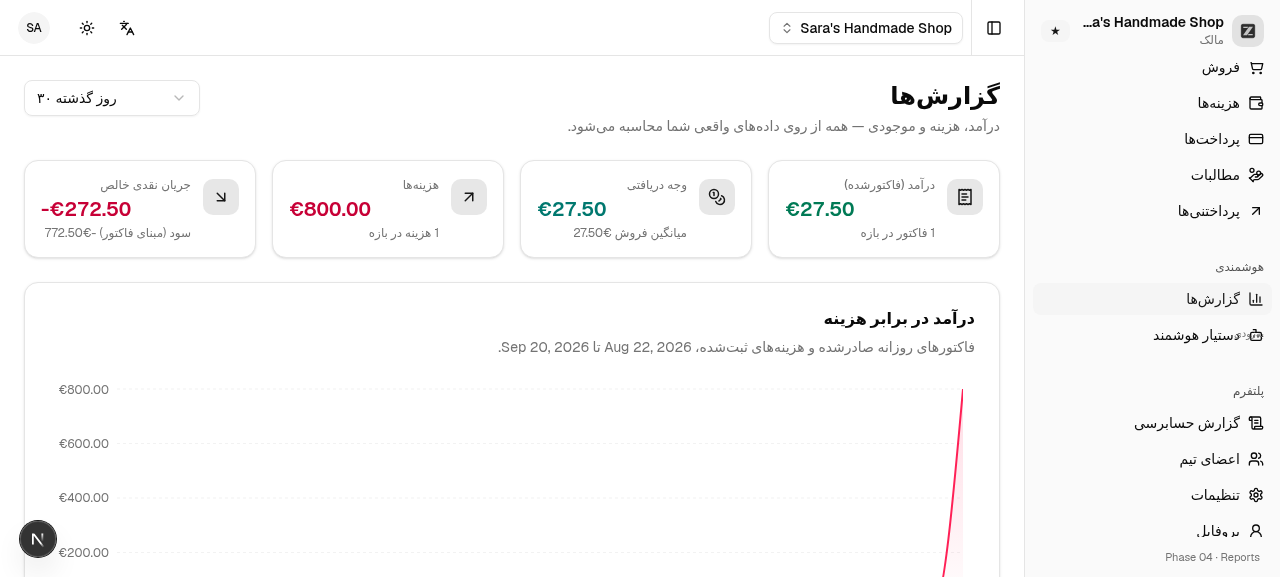 Sara's Handmade Shop
SA
...a's Handmade Shop
مالک
فروش
هزینه‌ها
پرداخت‌ها
مطالبات
پرداختنی‌ها
هوشمندی
گزارش‌ها
دستیار هوشمند
پلتفرم
گزارش حسابرسی
اعضای تیم
تنظیمات
پروفایل
Phase 04 · Reports
گزارش‌ها
درآمد، هزینه و موجودی — همه از روی داده‌های واقعی شما محاسبه می‌شود.
روز گذشته ۳۰
درآمد (فاکتورشده)
€27.50
1 فاکتور در بازه
وجه دریافتی
€27.50
میانگین فروش €27.50
هزینه‌ها
€800.00
1 هزینه در بازه
جریان نقدی خالص
-€272.50
سود (مبنای فاکتور) -€772.50
درآمد در برابر هزینه
فاکتورهای روزانه صادرشده و هزینه‌های ثبت‌شده، Aug 22, 2026 تا Sep 20, 2026.
€800.00
€600.00
€400.00
€200.00